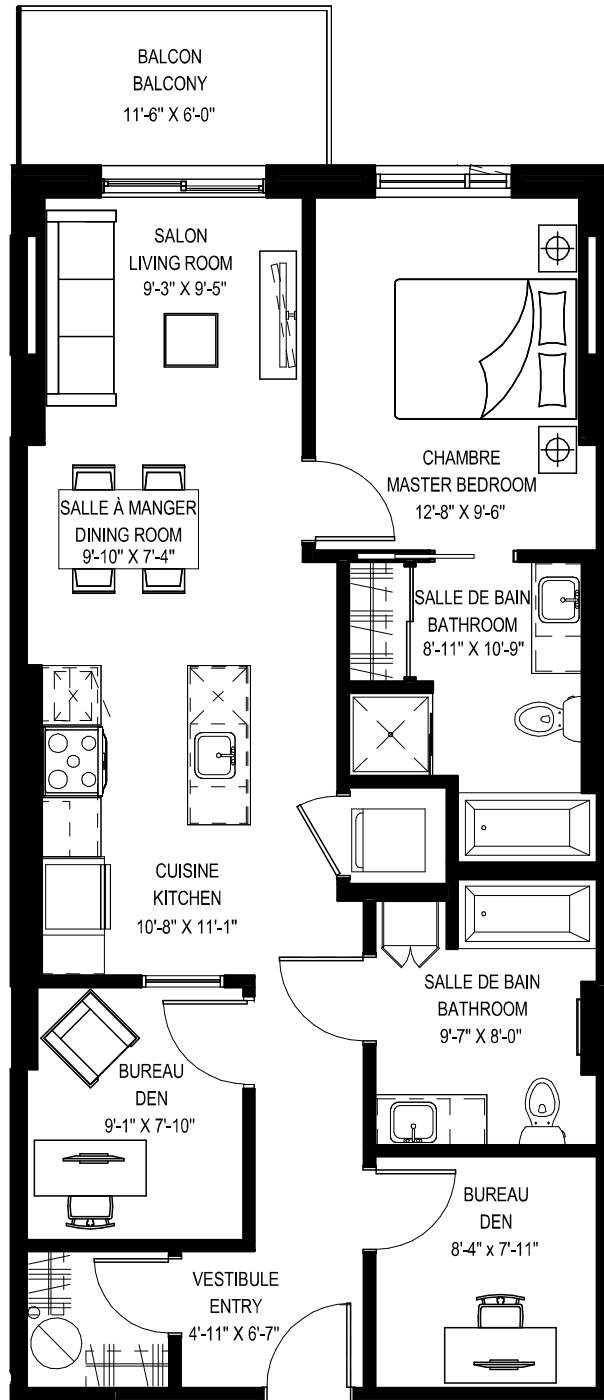 BALCON
BALCONY
11'-6" X 6'-0"
SALON
LIVING ROOM
9'-3" X 9'-5"
CHAMBRE
MASTER BEDROOM
12'-8" X 9'-6"
SALLE À MANGER
DINING ROOM
9'-10" X 7'-4"
SALLE DE BAIN
BATHROOM
8'-11" X 10'-9"
CUISINE
KITCHEN
10'-8" X 11'-1"
SALLE DE BAIN
BATHROOM
9'-7" X 8'-0"
BUREAU
DEN
9'-1" X 7'-10"
BUREAU
DEN
8'-4" x 7'-11"
VESTIBULE
ENTRY
4'-11" X 6'-7"